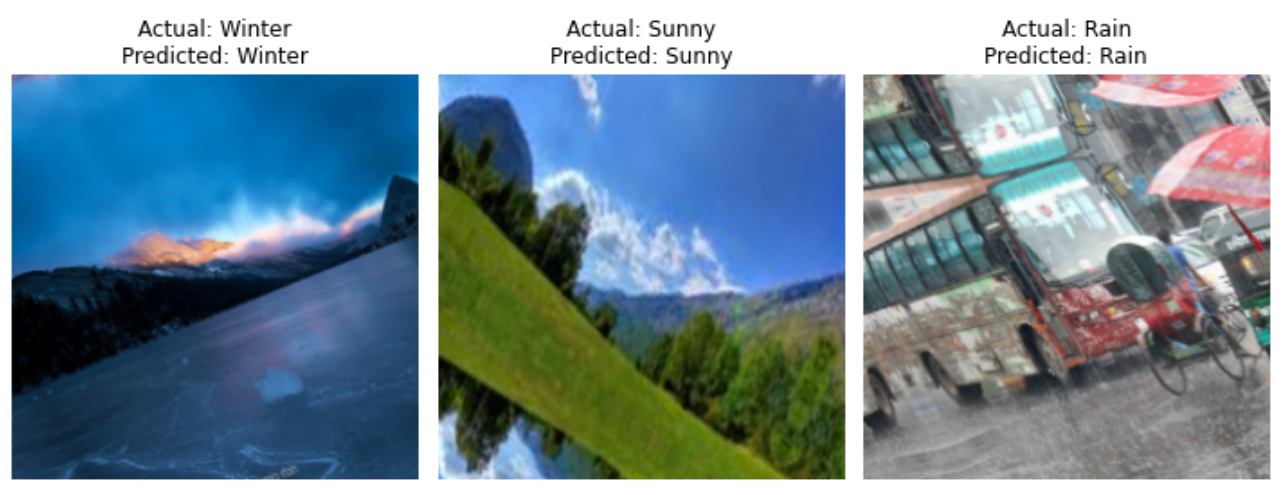 Actual: Winter
Predicted: Winter
Actual: Sunny
Predicted: Sunny
Actual: Rain
Predicted: Rain